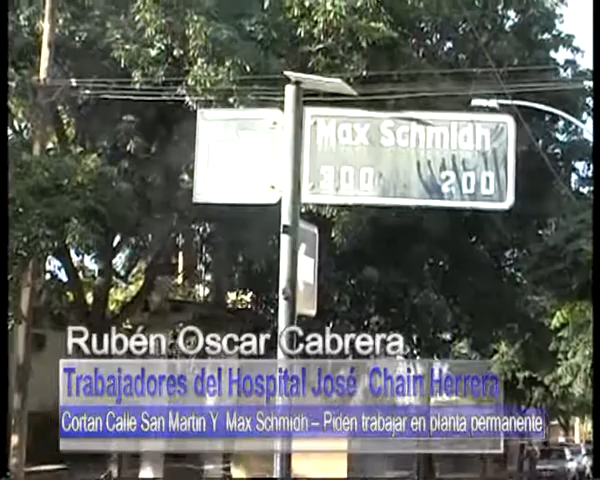 Max Schmidh
300 200
Rubén Oscar Cabrera
Trabajadores del Hospital José Chain Herrera
Cortan Calle San Martin Y Max Schmidh – Piden trabajar en planta permanente